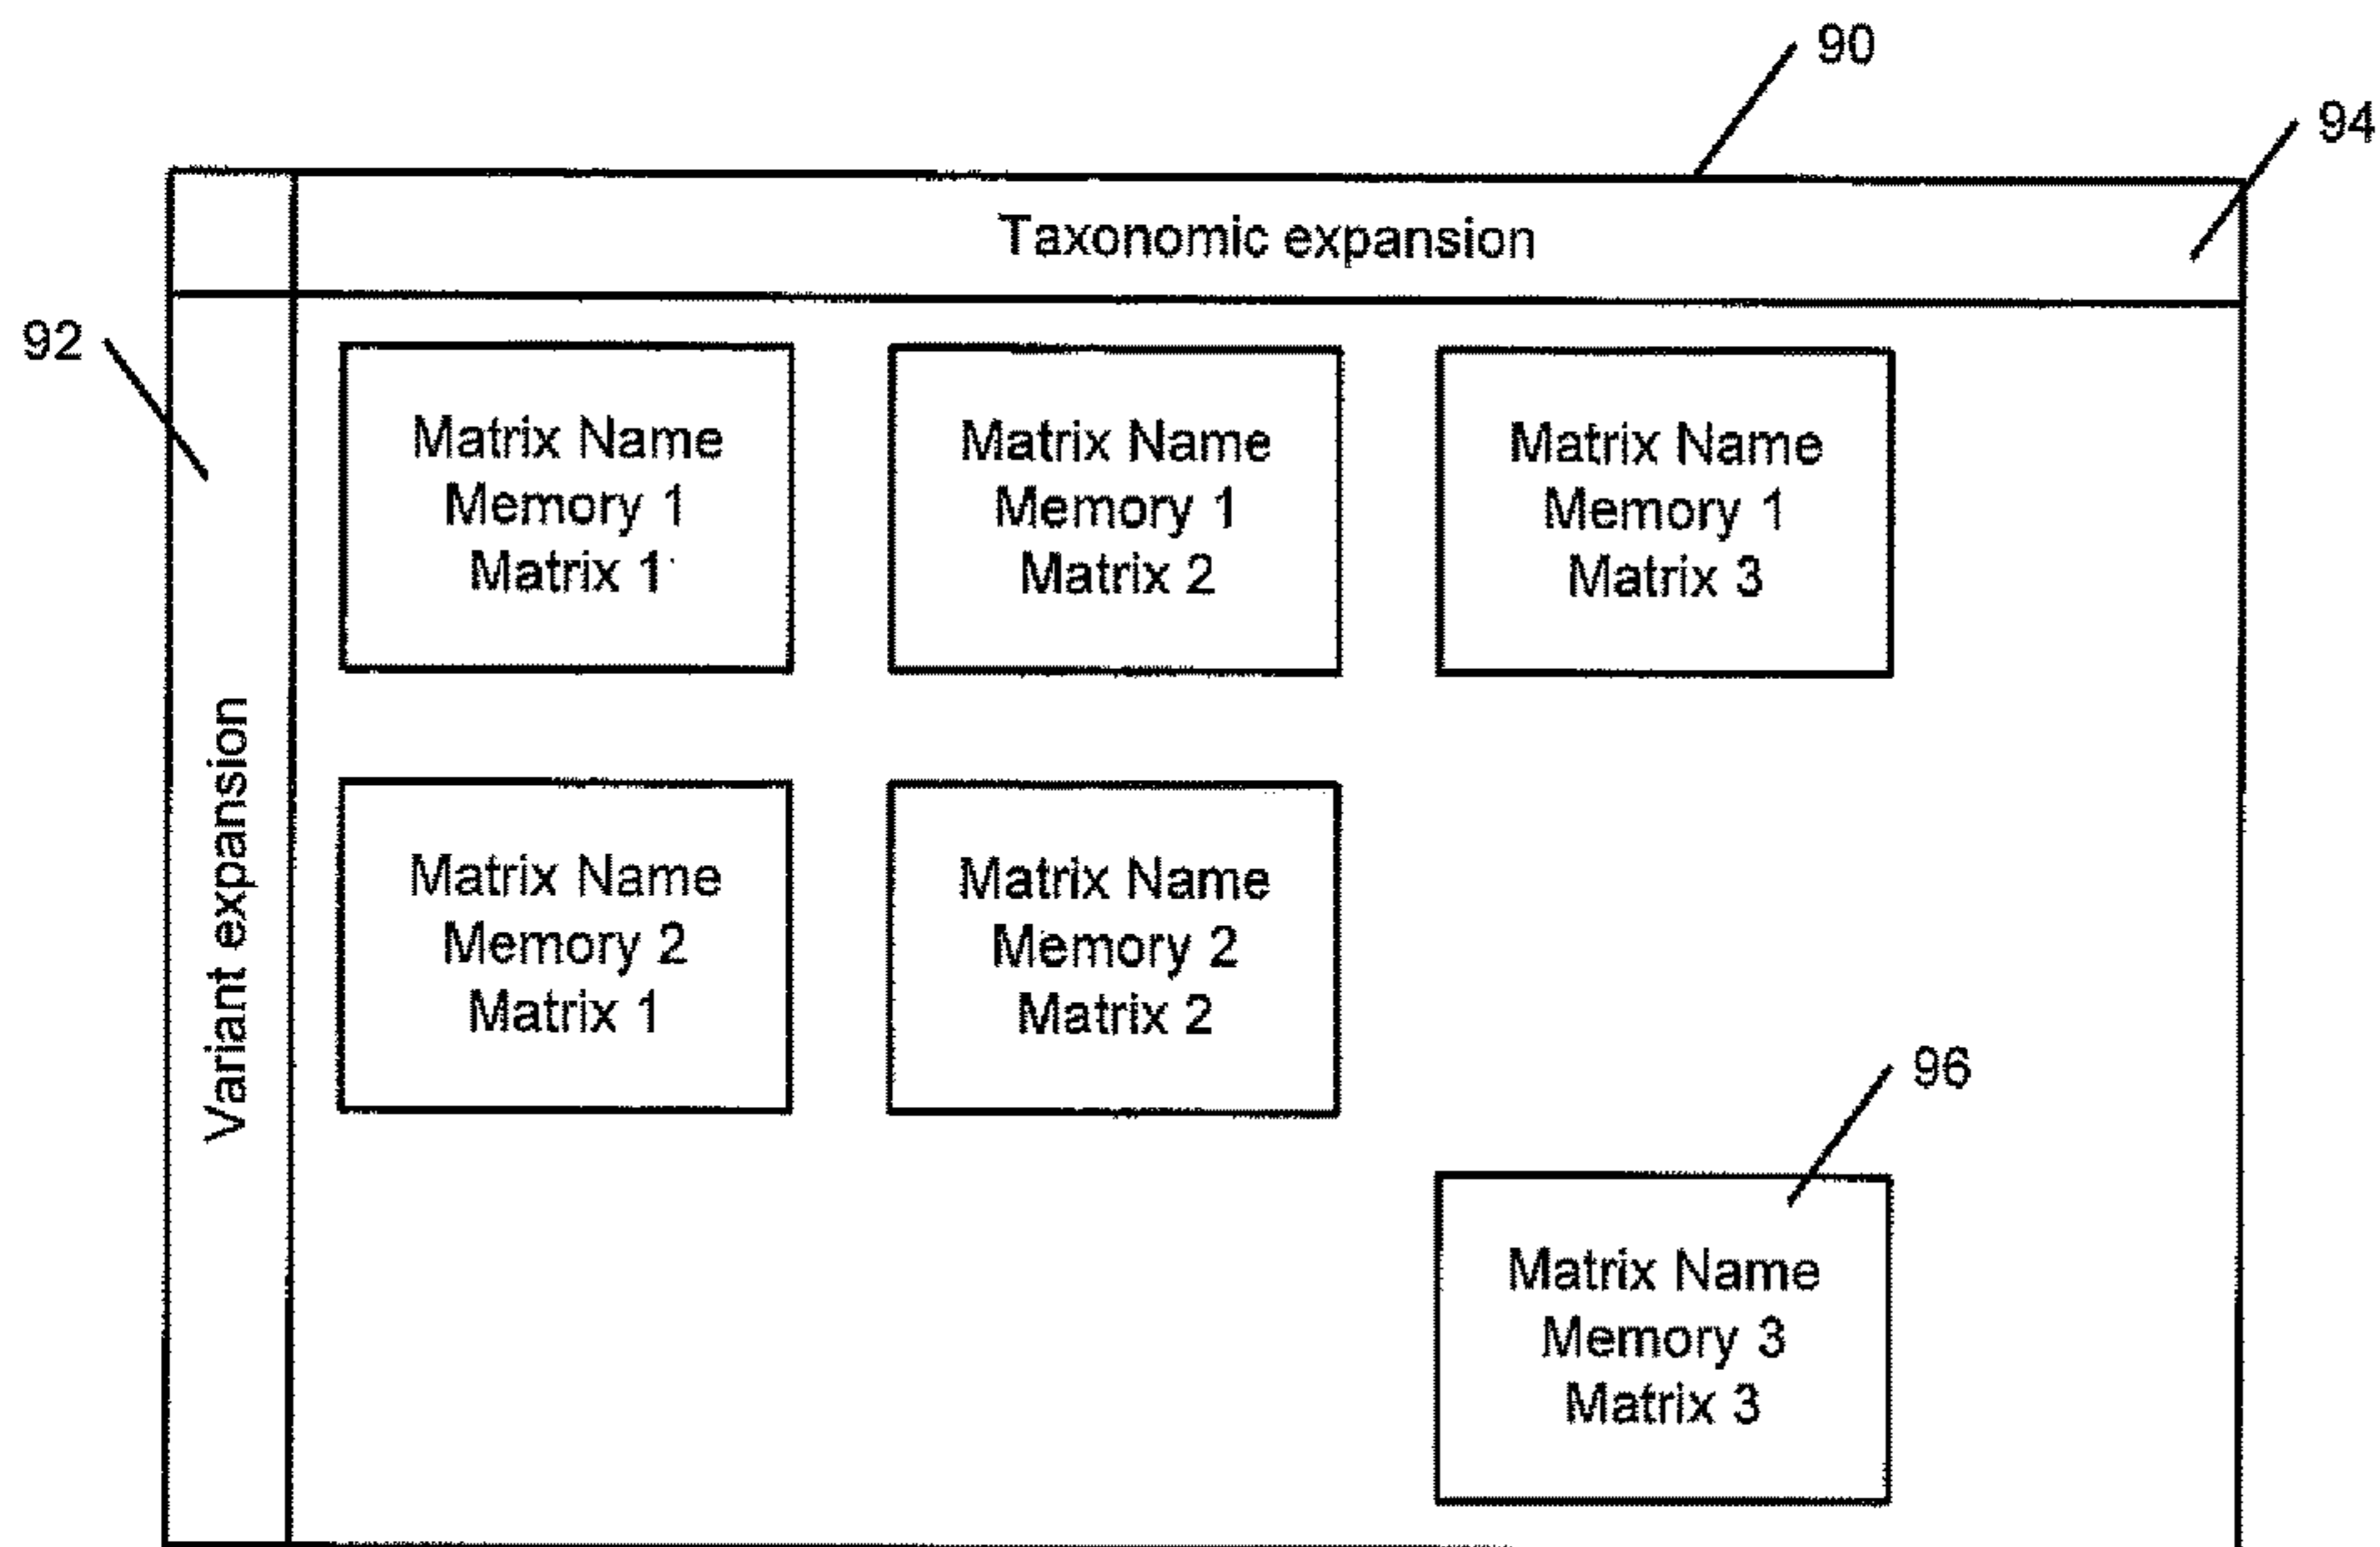 90
94
Taxonomic expansion
92
Matrix Name
Memory 1
Matrix 1
Matrix Name
Memory 1
Matrix 2
Matrix Name
Memory 1
Matrix 3
Variant expansion
Matrix Name
Memory 2
Matrix 1
Matrix Name
Memory 2
Matrix 2
96
Matrix Name
Memory 3
Matrix 3